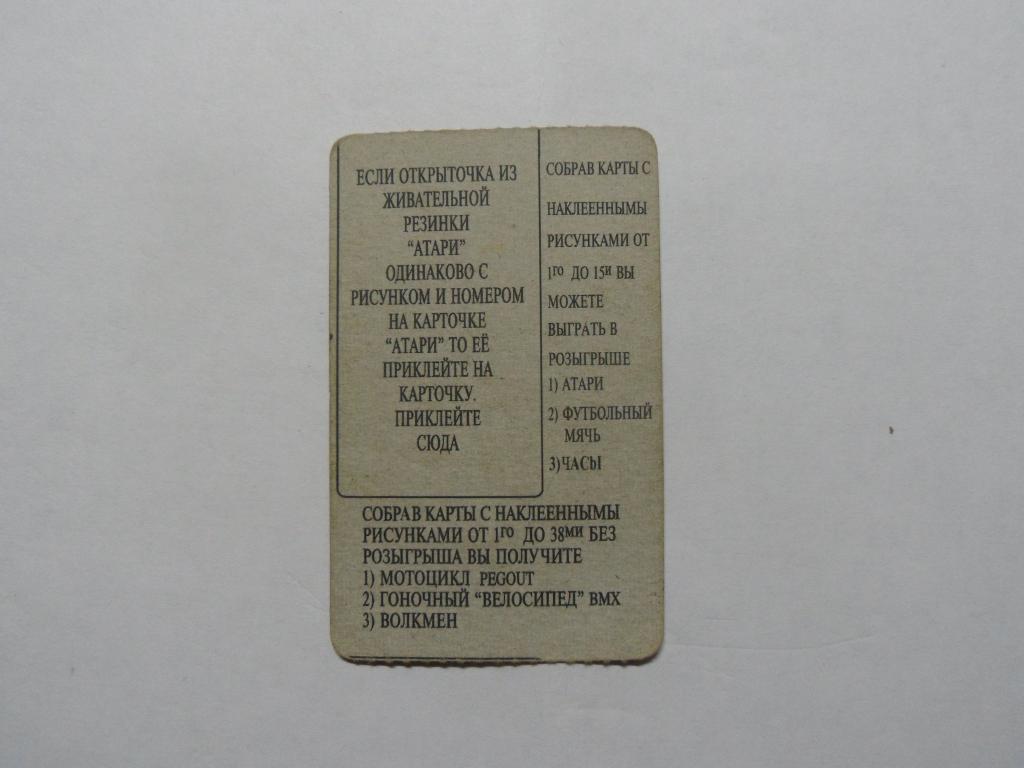 ЕСЛИ ОТКРЫТОЧКА ИЗ
ЖИВАТЕЛЬНОЙ
РЕЗИНКИ
“АТАРИ”
ОДИНАКОВО С
РИСУНКОМ И НОМЕРОМ
НА КАРТОЧКЕ
“АТАРИ” ТО ЕЁ
ПРИКЛЕЙТЕ НА
КАРТОЧКУ.
ПРИКЛЕЙТЕ
СЮДА
СОБРАВ КАРТЫ С
НАКЛЕЕННЫМЫ
РИСУНКАМИ ОТ
1ГО ДО 15И ВЫ
МОЖЕТЕ
ВЫГРАТЬ В
РОЗЫГРЫШЕ
1) АТАРИ
2) ФУТБОЛЬНЫЙ
МЯЧЬ
3)ЧАСЫ
СОБРАВ КАРТЫ С НАКЛЕЕННЫМЫ
РИСУНКАМИ ОТ 1ГО ДО 38МИ БЕЗ
РОЗЫГРЫША ВЫ ПОЛУЧИТЕ
1) МОТОЦИКЛ PEGOUT
2) ГОНОЧНЫЙ “ВЕЛОСИПЕД” BMX
3) ВОЛКМЕН